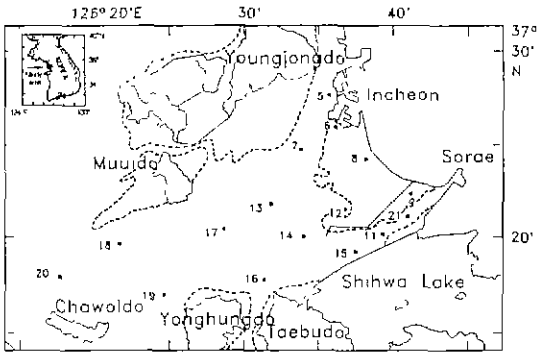 126° 20'E 30' 40'
37°
30'
N
Youngjongdo
Incheon
5
6
7
8
Sorae
Muuido
9
13
12
21
17
14
11
18
15
20'
20
16
Shihwa Lake
19
Chawoldo
Yonghungdo
Taebudo